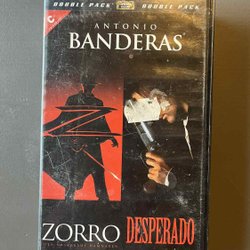 DOUBLE PACK DOUBLE PACK
ANTONIO
BANDERAS
Z
ZORRO DESPERADO